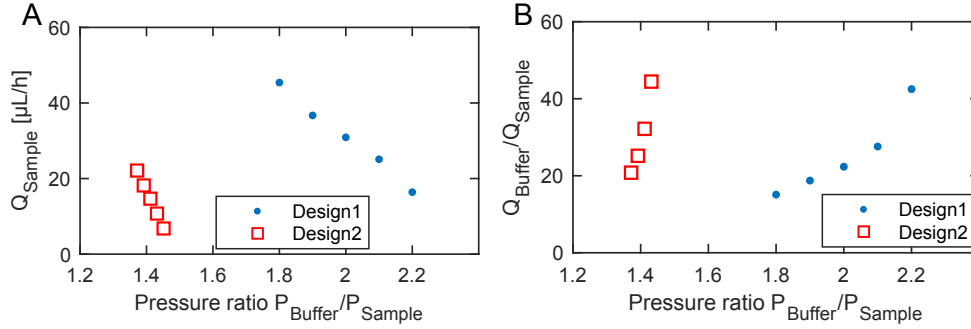 A
60
40
20
0
Q_Sample [µL/h]
1.2 1.4 1.6 1.8 2 2.2
Pressure ratio P_Buffer/P_Sample
Design1
Design2
B
60
40
20
0
Q_Buffer/Q_Sample
1.2 1.4 1.6 1.8 2 2.2
Pressure ratio P_Buffer/P_Sample
Design1
Design2